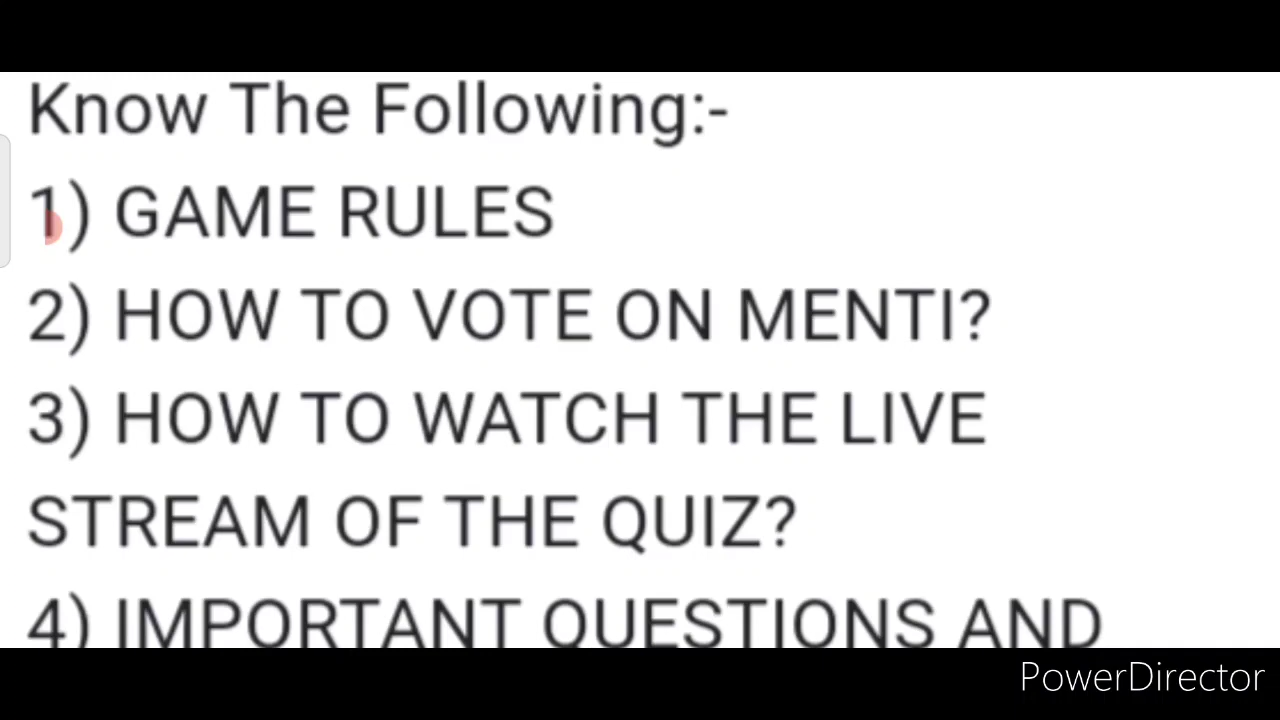 Know The Following:-
1) GAME RULES
2) HOW TO VOTE ON MENTI?
3) HOW TO WATCH THE LIVE
STREAM OF THE QUIZ?
4) IMPORTANT QUESTIONS AND
PowerDirector